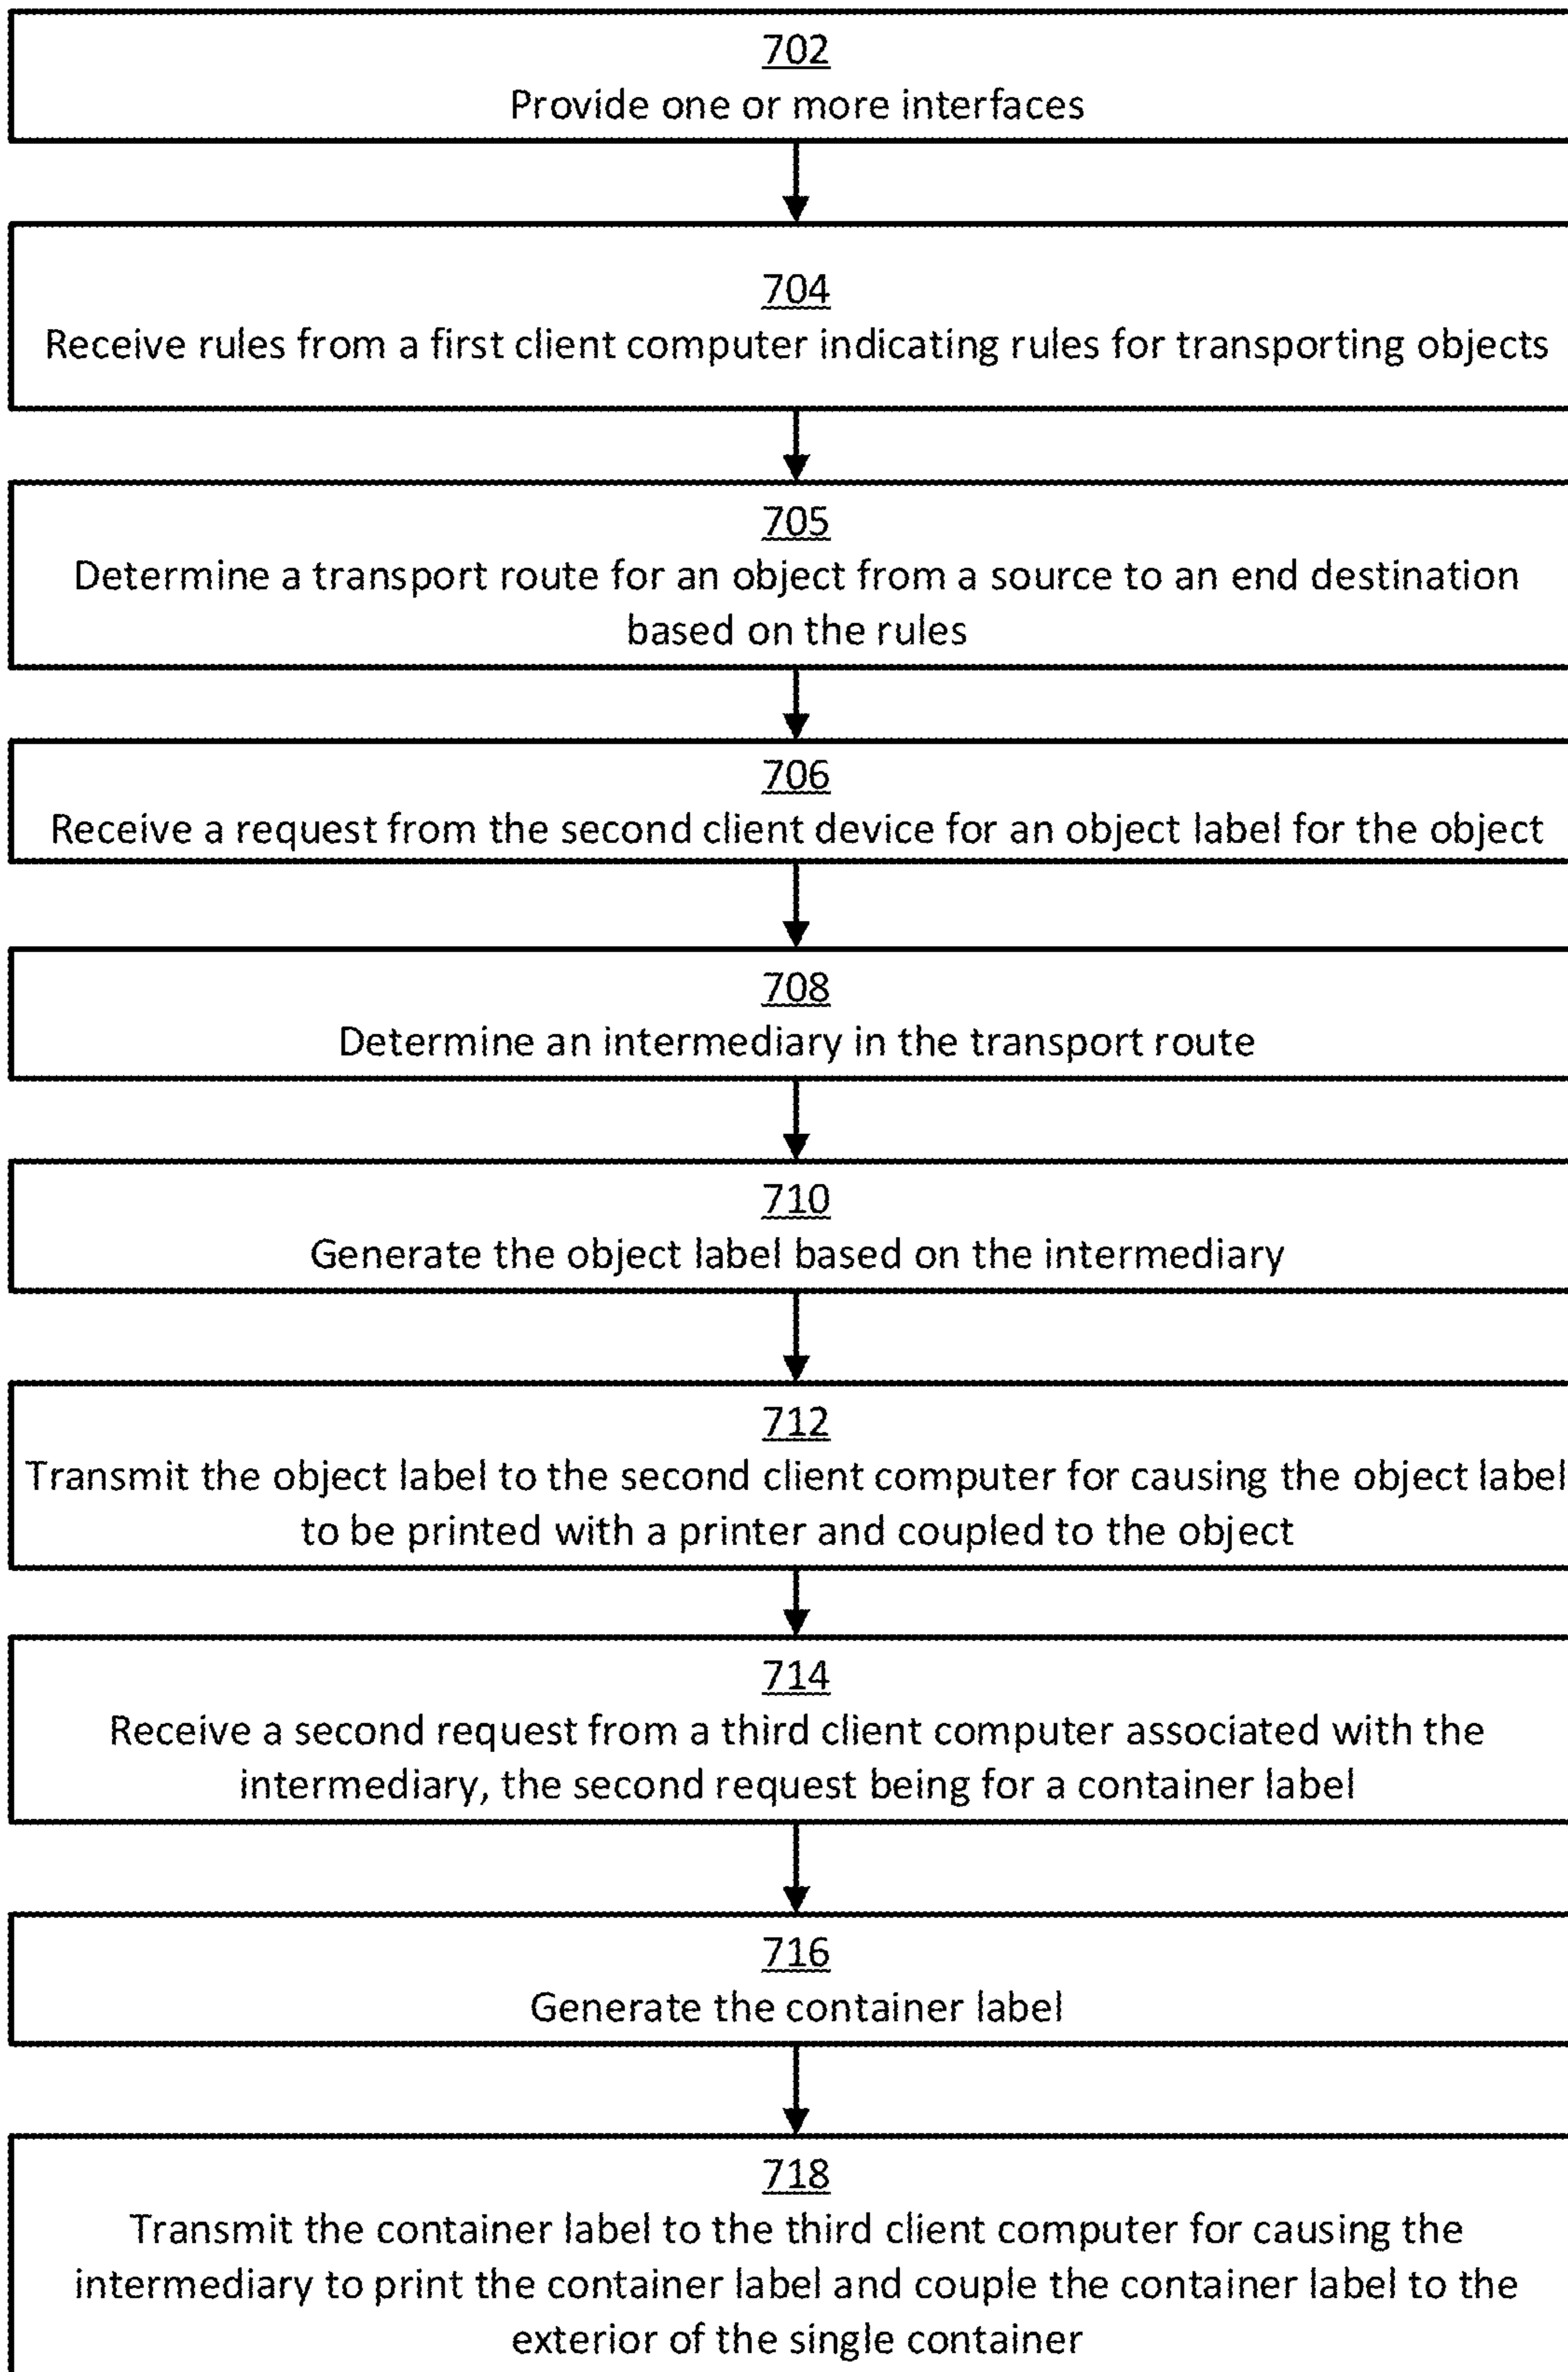 702
Provide one or more interfaces
704
Receive rules from a first client computer indicating rules for transporting objects
705
Determine a transport route for an object from a source to an end destination
based on the rules
706
Receive a request from the second client device for an object label for the object
708
Determine an intermediary in the transport route
710
Generate the object label based on the intermediary
712
Transmit the object label to the second client computer for causing the object label
to be printed with a printer and coupled to the object
714
Receive a second request from a third client computer associated with the
intermediary, the second request being for a container label
716
Generate the container label
718
Transmit the container label to the third client computer for causing the
intermediary to print the container label and couple the container label to the
exterior of the single container